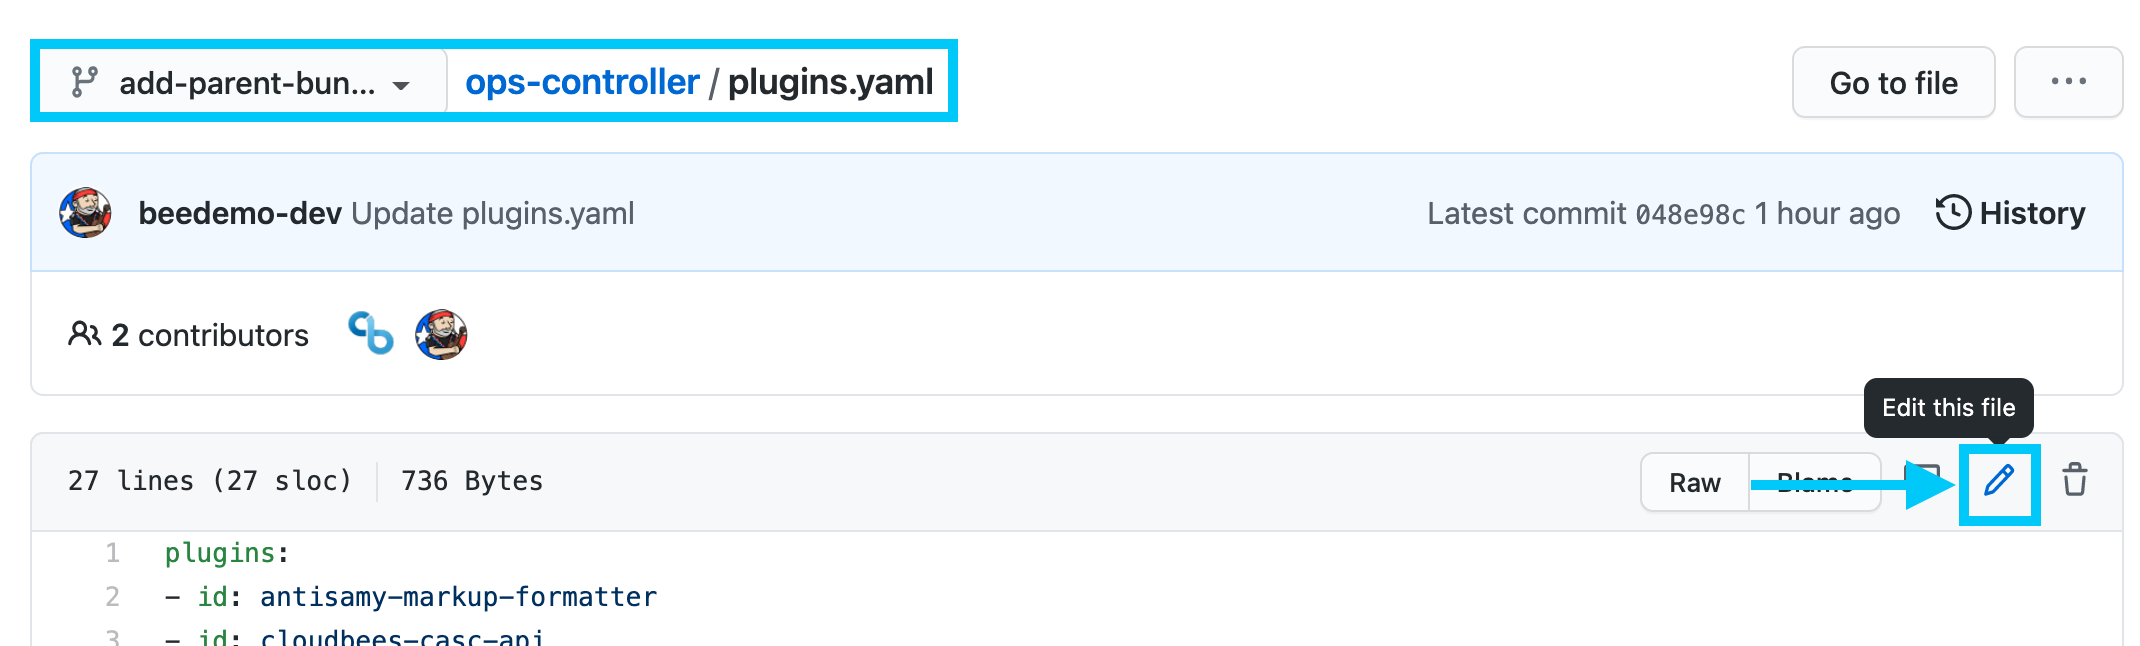 add-parent-bun... ops-controller / plugins.yaml Go to file ...
beedemo-dev Update plugins.yaml Latest commit 048e98c 1 hour ago History
2 contributors
Edit this file
27 lines (27 sloc) 736 Bytes Raw Blame
1 plugins:
2 - id: antisamy-markup-formatter
3 - id: cloudbees-casc-api